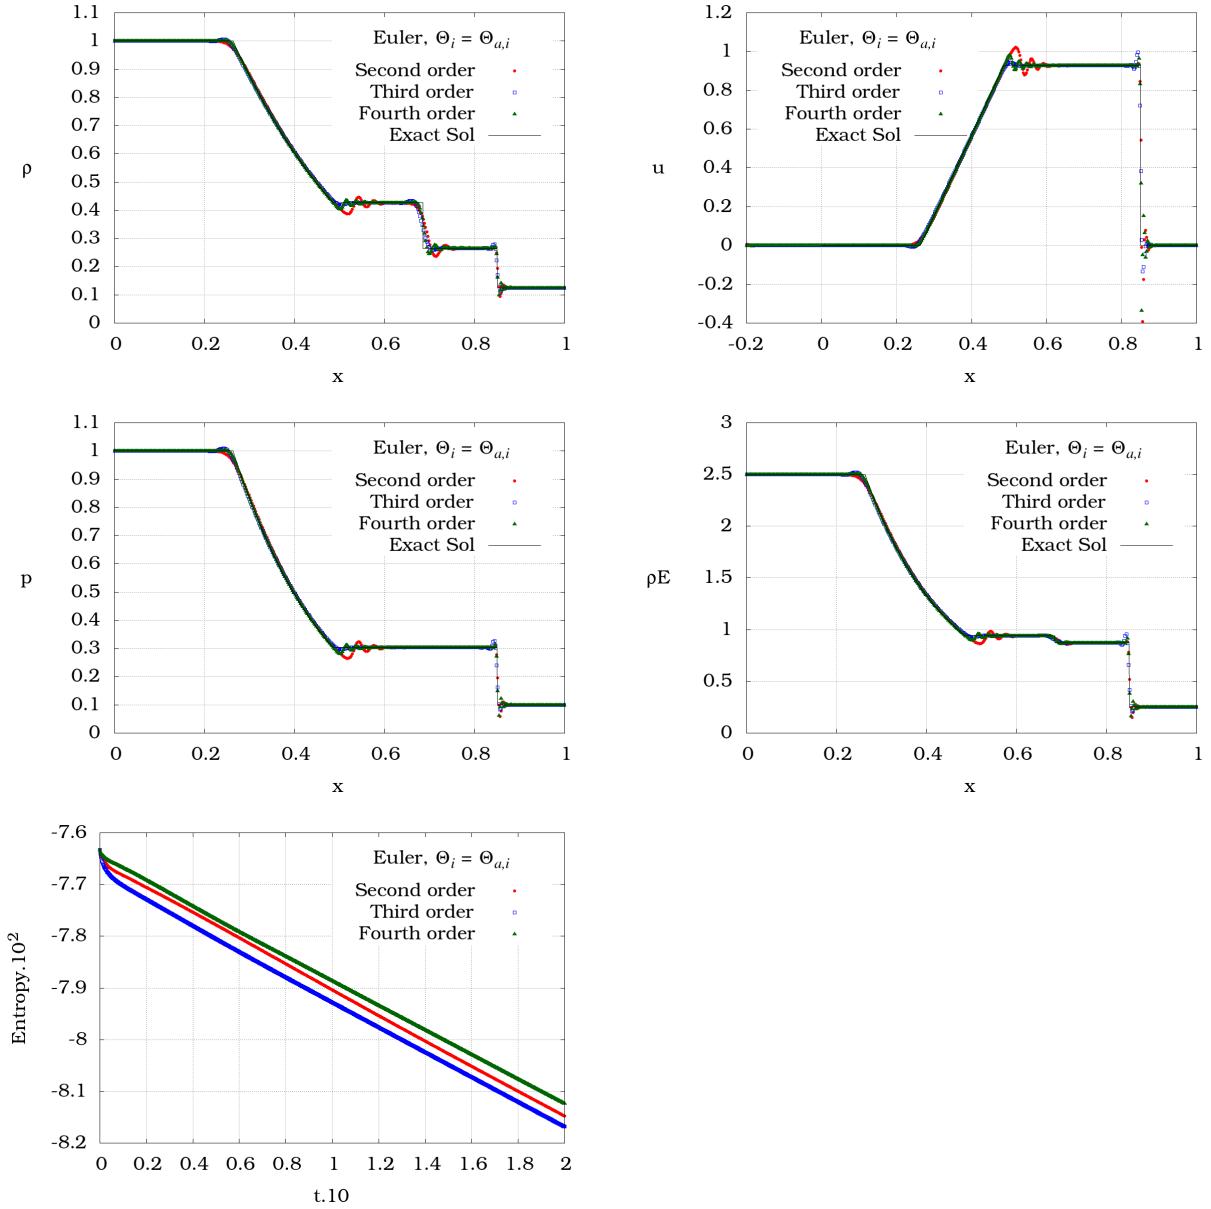 1.1
1
0.9
0.8
0.7
0.6
0.5
0.4
0.3
0.2
0.1
0
ρ
0 0.2 0.4 0.6 0.8 1
x
Euler, Θi = Θa,i
Second order
Third order
Fourth order
Exact Sol
1.2
1
0.8
0.6
0.4
0.2
0
-0.2
-0.4
u
-0.2 0 0.2 0.4 0.6 0.8 1
x
Euler, Θi = Θa,i
Second order
Third order
Fourth order
Exact Sol
1.1
1
0.9
0.8
0.7
0.6
0.5
0.4
0.3
0.2
0.1
0
p
0 0.2 0.4 0.6 0.8 1
x
Euler, Θi = Θa,i
Second order
Third order
Fourth order
Exact Sol
3
2.5
2
1.5
1
0.5
0
ρE
0 0.2 0.4 0.6 0.8 1
x
Euler, Θi = Θa,i
Second order
Third order
Fourth order
Exact Sol
-7.6
-7.7
-7.8
-7.9
-8
-8.1
-8.2
Entropy.10²
0 0.2 0.4 0.6 0.8 1 1.2 1.4 1.6 1.8 2
t.10
Euler, Θi = Θa,i
Second order
Third order
Fourth order